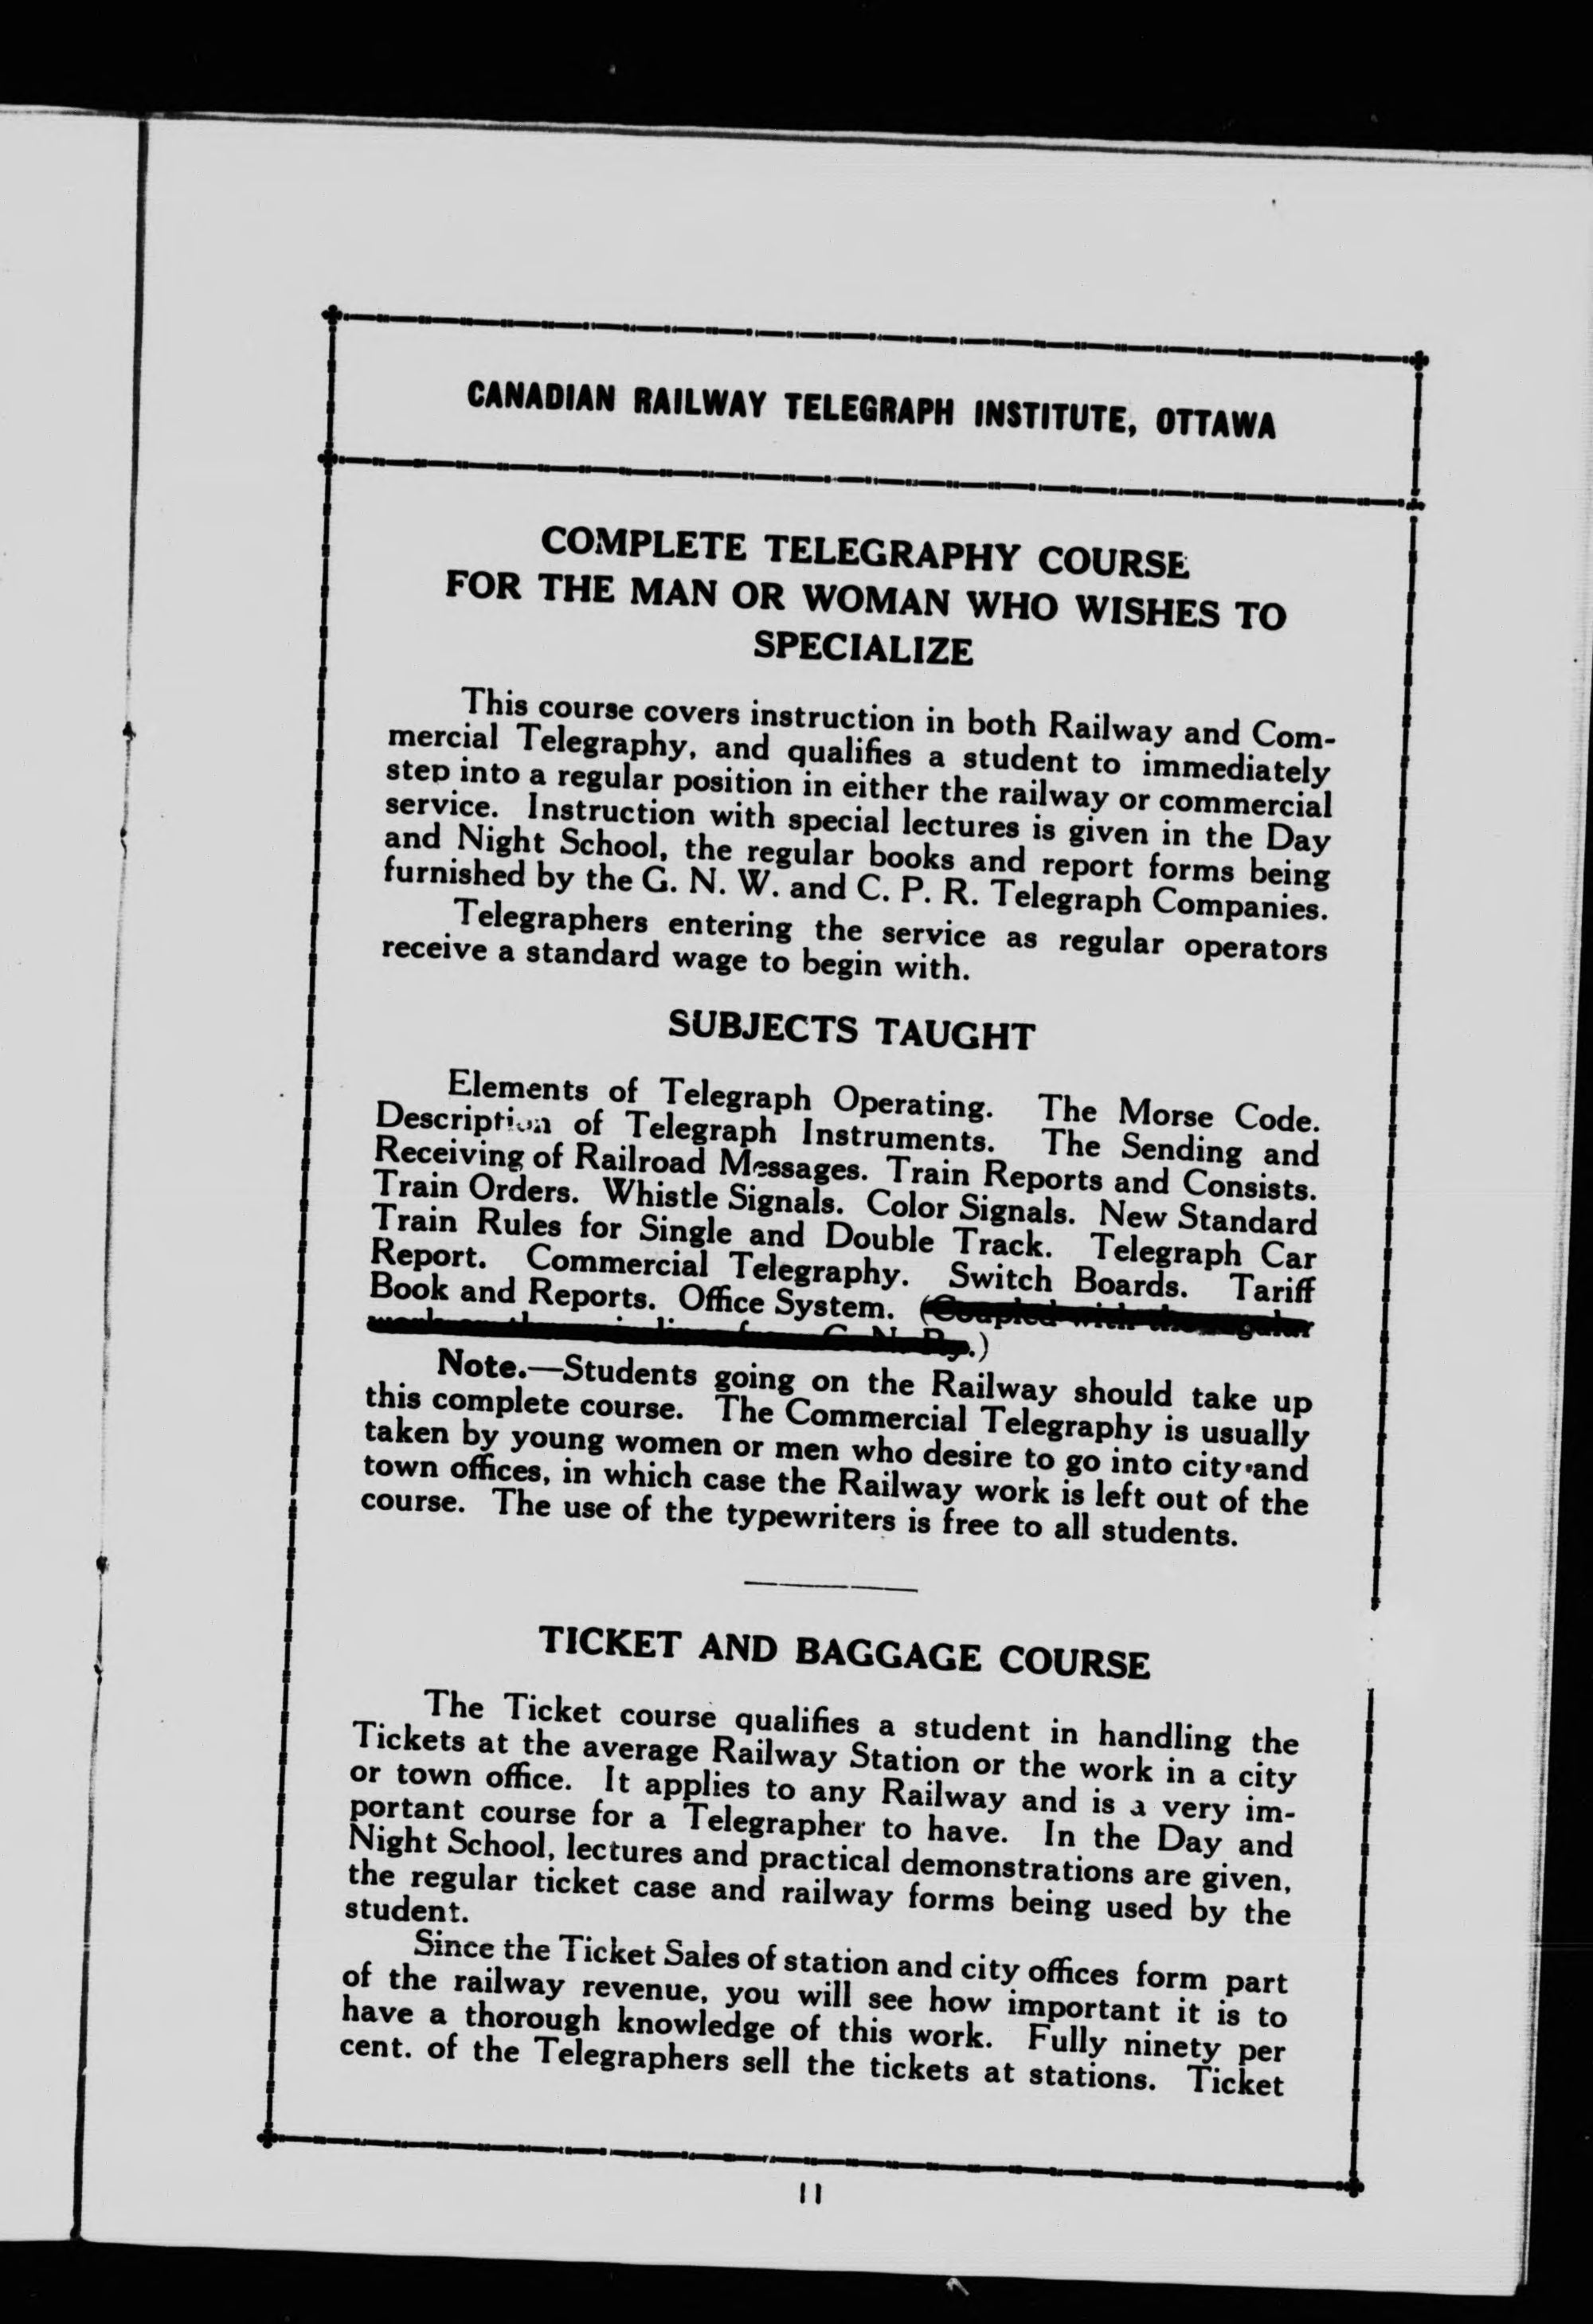 CANADIAN RAILWAY TELEGRAPH INSTITUTE, OTTAWA
COMPLETE TELEGRAPHY COURSE
FOR THE MAN OR WOMAN WHO WISHES TO
SPECIALIZE
This course covers instruction in both Railway and Com-
mercial Telegraphy, and qualifies a student to immediately
step into a regular position in either the railway or commercial
service. Instruction with special lectures is given in the Day
and Night School, the regular books and report forms being
furnished by the G. N. W. and C. P. R. Telegraph Companies.
Telegraphers entering the service as regular operators
receive a standard wage to begin with.
SUBJECTS TAUGHT
Elements of Telegraph Operating. The Morse Code.
Description of Telegraph Instruments. The Sending and
Receiving of Railroad Messages. Train Reports and Consists.
Train Orders. Whistle Signals. Color Signals. New Standard
Train Rules for Single and Double Track. Telegraph Car
Report. Commercial Telegraphy. Switch Boards. Tariff
Book and Reports. Office System. (Coupled with the regular
.)
Note.—Students going on the Railway should take up
this complete course. The Commercial Telegraphy is usually
taken by young women or men who desire to go into city and
town offices, in which case the Railway work is left out of the
course. The use of the typewriters is free to all students.
TICKET AND BAGGAGE COURSE
The Ticket course qualifies a student in handling the
Tickets at the average Railway Station or the work in a city
or town office. It applies to any Railway and is a very im-
portant course for a Telegrapher to have. In the Day and
Night School, lectures and practical demonstrations are given,
the regular ticket case and railway forms being used by the
student.
Since the Ticket Sales of station and city offices form part
of the railway revenue, you will see how important it is to
have a thorough knowledge of this work. Fully ninety per
cent. of the Telegraphers sell the tickets at stations. Ticket
11